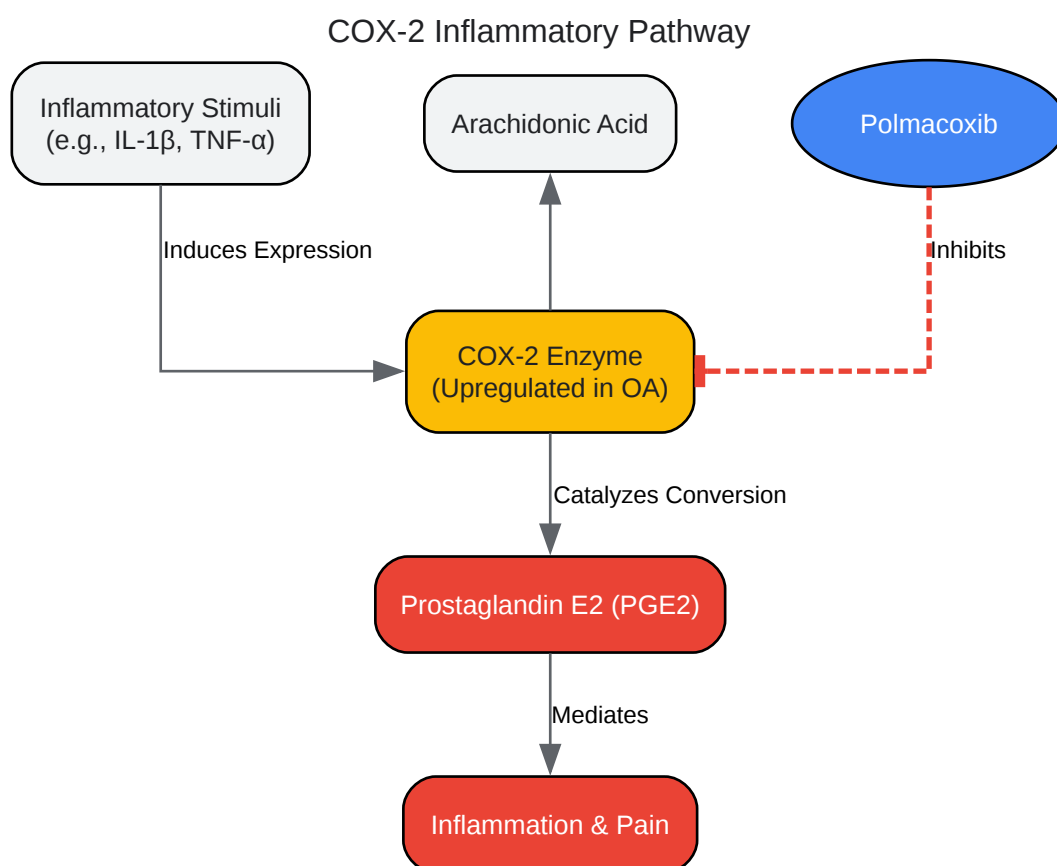 COX-2 Inflammatory Pathway
Inflammatory Stimuli
(e.g., IL-1β, TNF-α)
Arachidonic Acid
Polmacoxib
Induces Expression
Inhibits
COX-2 Enzyme
(Upregulated in OA)
Catalyzes Conversion
Prostaglandin E2 (PGE2)
Mediates
Inflammation & Pain